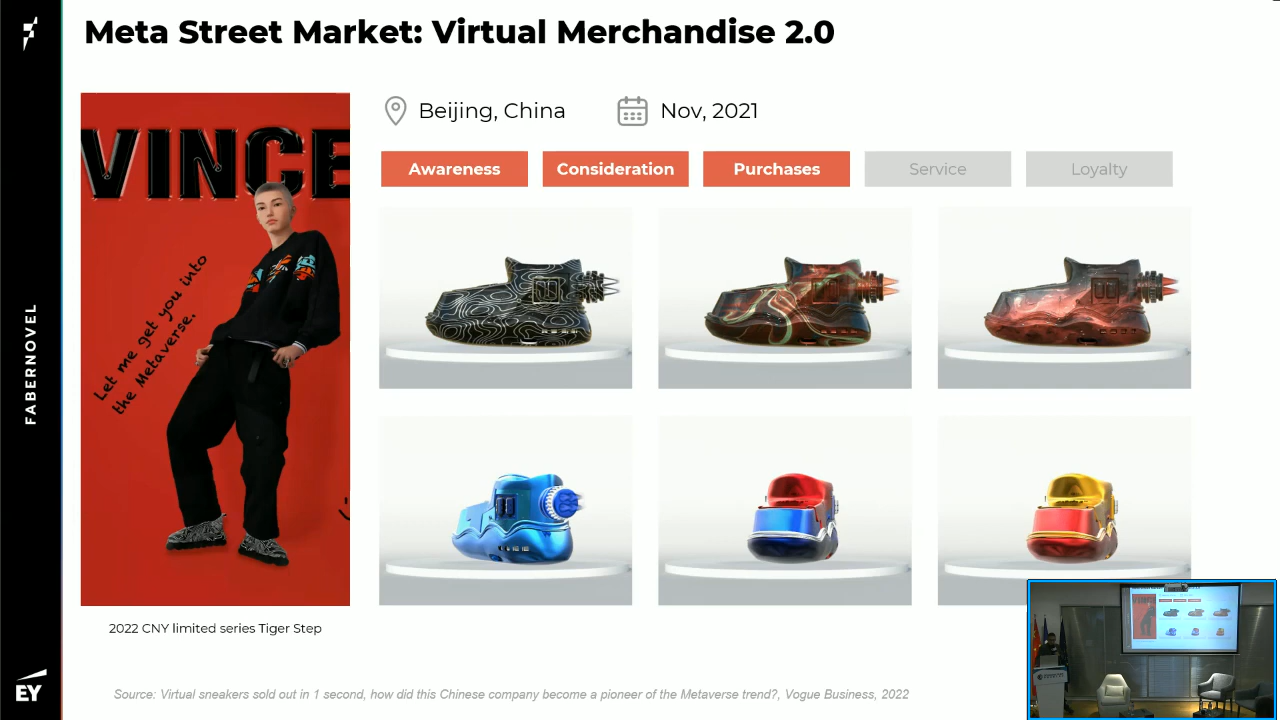 Meta Street Market: Virtual Merchandise 2.0
Beijing, China
Nov, 2021
Awareness
Consideration
Purchases
Service
Loyalty
VINCE
Let me get you into
the Metaverse.
2022 CNY limited series Tiger Step
Source: Virtual sneakers sold out in 1 second, how did this Chinese company become a pioneer of the Metaverse trend?, Vogue Business, 2022
FABERNOVEL
EY